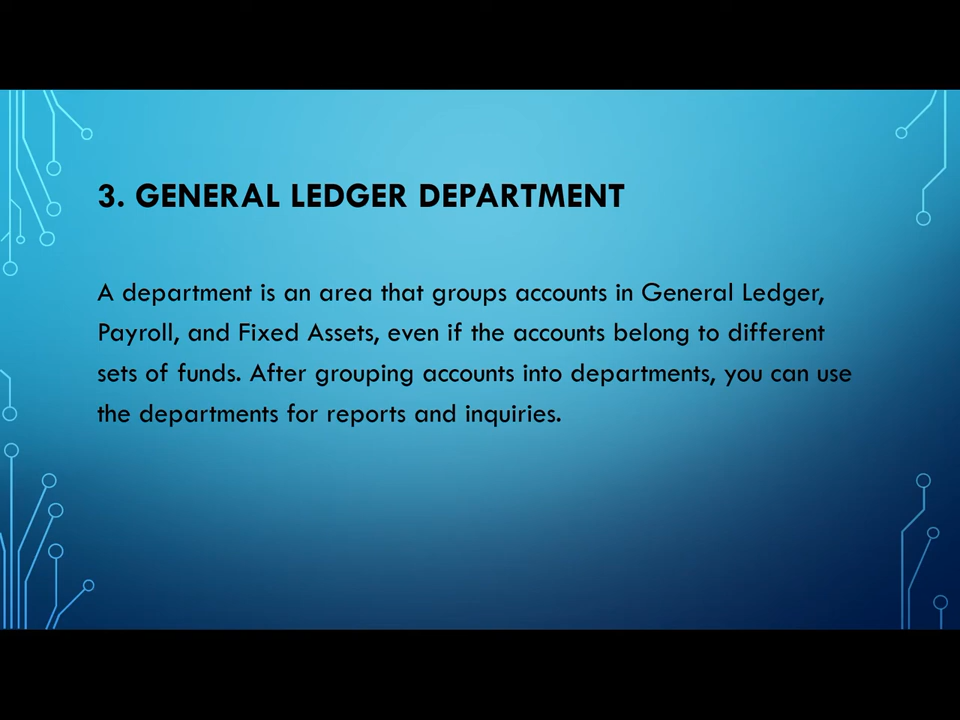 3. GENERAL LEDGER DEPARTMENT
A department is an area that groups accounts in General Ledger,
Payroll, and Fixed Assets, even if the accounts belong to different
sets of funds. After grouping accounts into departments, you can use
the departments for reports and inquiries.